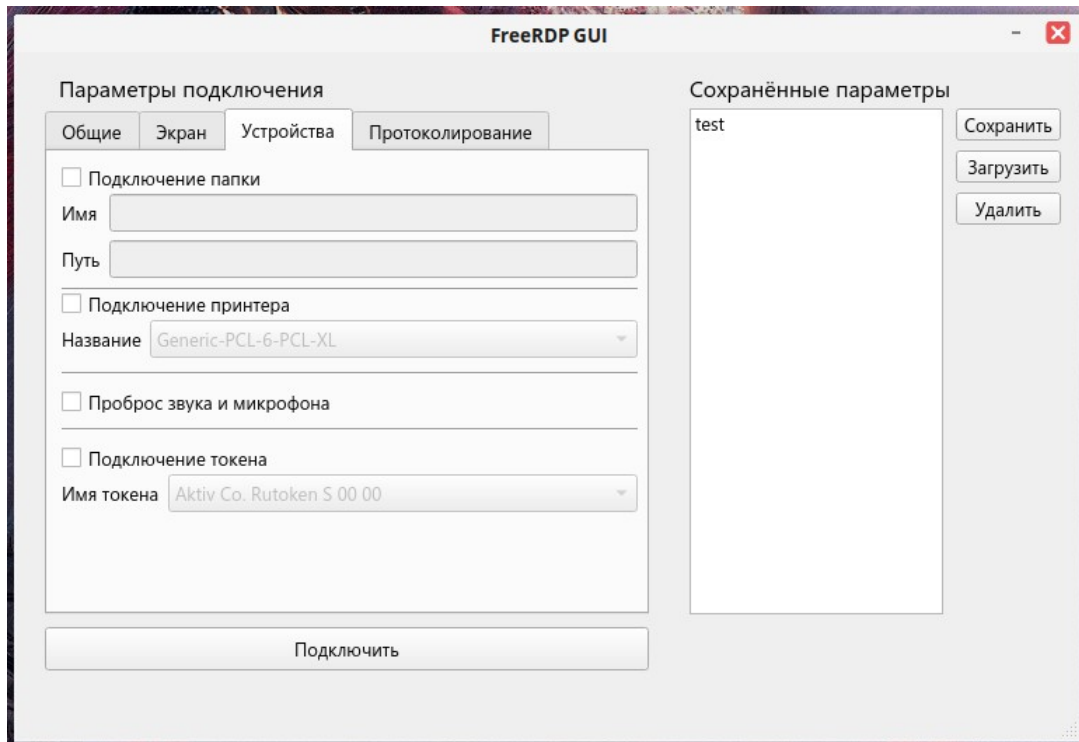 FreeRDP GUI
Параметры подключения
Общие Экран Устройства Протоколирование
Подключение папки
Имя
Путь
Подключение принтера
Название Generic-PCL-6-PCL-XL
Проброс звука и микрофона
Подключение токена
Имя токена Aktiv Co. Rutoken S 00 00
Подключить
Сохранённые параметры
test
Сохранить
Загрузить
Удалить